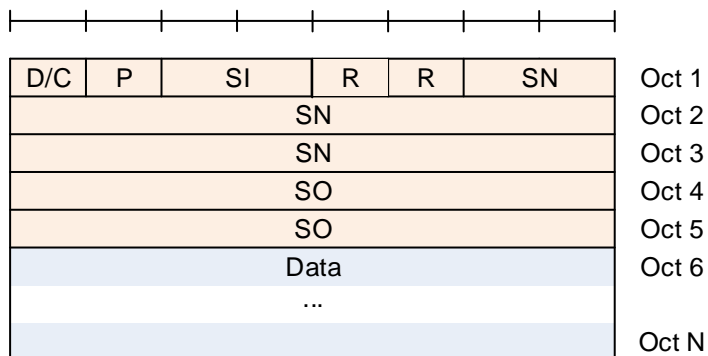 D/C P SI R R SN Oct 1
SN Oct 2
SN Oct 3
SO Oct 4
SO Oct 5
Data Oct 6
...
Oct N